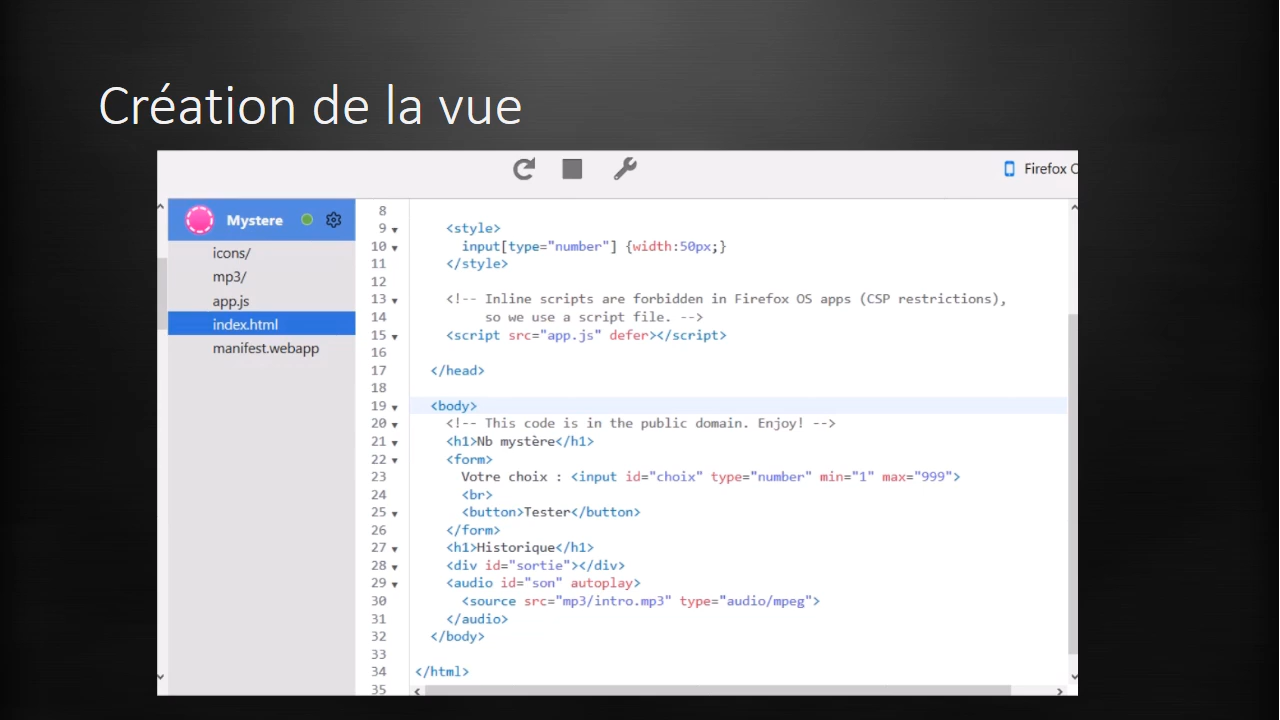 Création de la vue
Firefox O
Mystere
icons/
mp3/
app.js
index.html
manifest.webapp
8
9 <style>
10 input[type="number"] {width:50px;}
11 </style>
12
13 <!-- Inline scripts are forbidden in Firefox OS apps (CSP restrictions),
14 so we use a script file. -->
15 <script src="app.js" defer></script>
16
17 </head>
18
19 <body>
20 <!-- This code is in the public domain. Enjoy! -->
21 <h1>Nb mystère</h1>
22 <form>
23 Votre choix : <input id="choix" type="number" min="1" max="999">
24 <br>
25 <button>Tester</button>
26 </form>
27 <h1>Historique</h1>
28 <div id="sortie"></div>
29 <audio id="son" autoplay>
30 <source src="mp3/intro.mp3" type="audio/mpeg">
31 </audio>
32 </body>
33
34 </html>
35